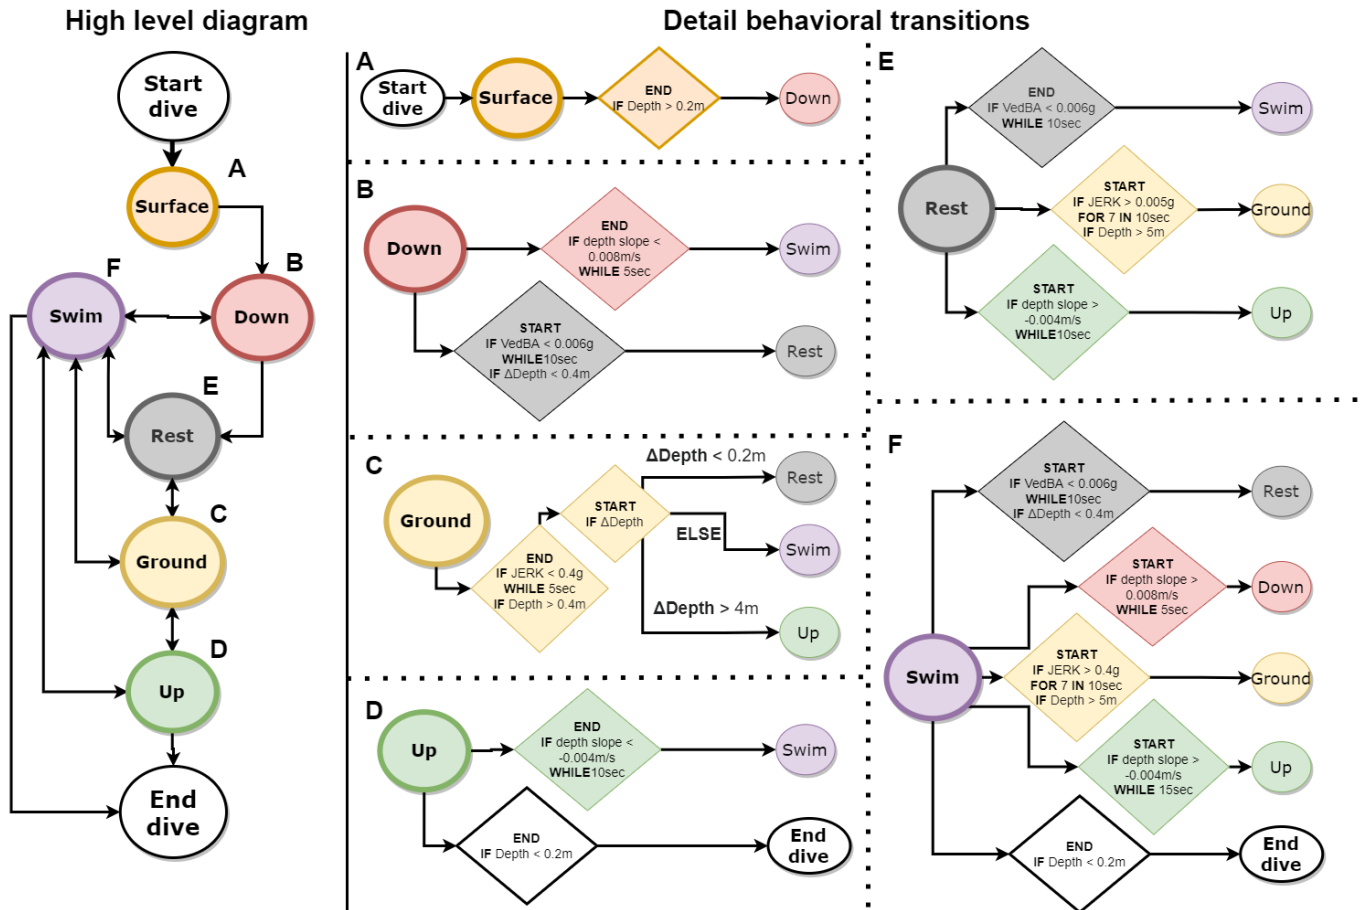 High level diagram
Start
dive
A
Surface
F
B
Swim
Down
E
Rest
C
Ground
D
Up
End
dive
Detail behavioral transitions
A
Start
dive
Surface
END
IF Depth > 0.2m
Down
B
Down
END
IF depth slope <
0.008m/s
WHILE 5sec
Swim
START
IF VedBA < 0.006g
WHILE10sec
IF ΔDepth < 0.4m
Rest
C
Ground
END
IF JERK < 0.4g
WHILE 5sec
IF Depth > 0.4m
START
IF ΔDepth
ΔDepth < 0.2m
Rest
ELSE
Swim
ΔDepth > 4m
Up
D
Up
END
IF depth slope <
-0.004m/s
WHILE10sec
Swim
END
IF Depth < 0.2m
End
dive
E
Rest
END
IF VedBA < 0.006g
WHILE 10sec
Swim
START
IF JERK > 0.005g
FOR 7 IN 10sec
IF Depth > 5m
Ground
START
IF depth slope >
-0.004m/s
WHILE10sec
Up
F
Swim
START
IF VedBA < 0.006g
WHILE10sec
IF ΔDepth < 0.4m
Rest
START
IF depth slope >
0.008m/s
WHILE 5sec
Down
START
IF JERK > 0.4g
FOR 7 IN 10sec
IF Depth > 5m
Ground
START
IF depth slope >
-0.004m/s
WHILE 15sec
Up
END
IF Depth < 0.2m
End
dive